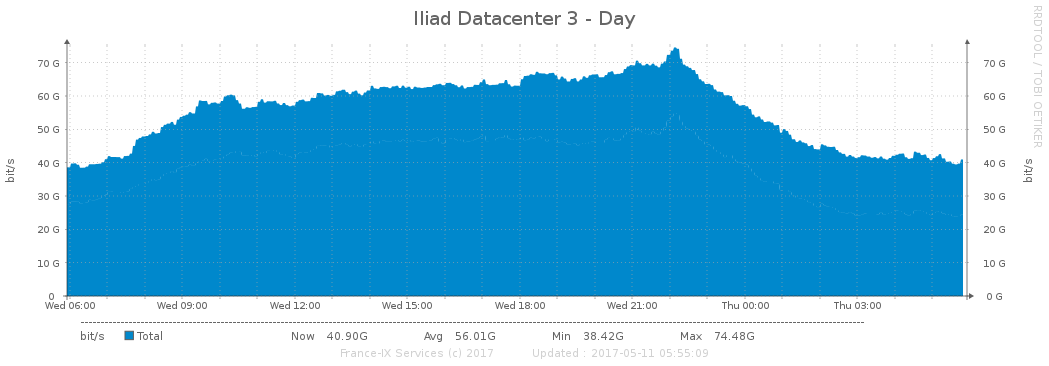 Iliad Datacenter 3 - Day
RRDTOOL / TOBI OETIKER
bit/s
70 G 70 G
60 G 60 G
50 G 50 G
40 G 40 G
30 G 30 G
20 G 20 G
10 G 10 G
0 0 G
bit/s
Wed 06:00 Wed 09:00 Wed 12:00 Wed 15:00 Wed 18:00 Wed 21:00 Thu 00:00 Thu 03:00
bit/s Total Now 40.90G Avg 56.01G Min 38.42G Max 74.48G
France-IX Services (c) 2017 Updated : 2017-05-11 05:55:09